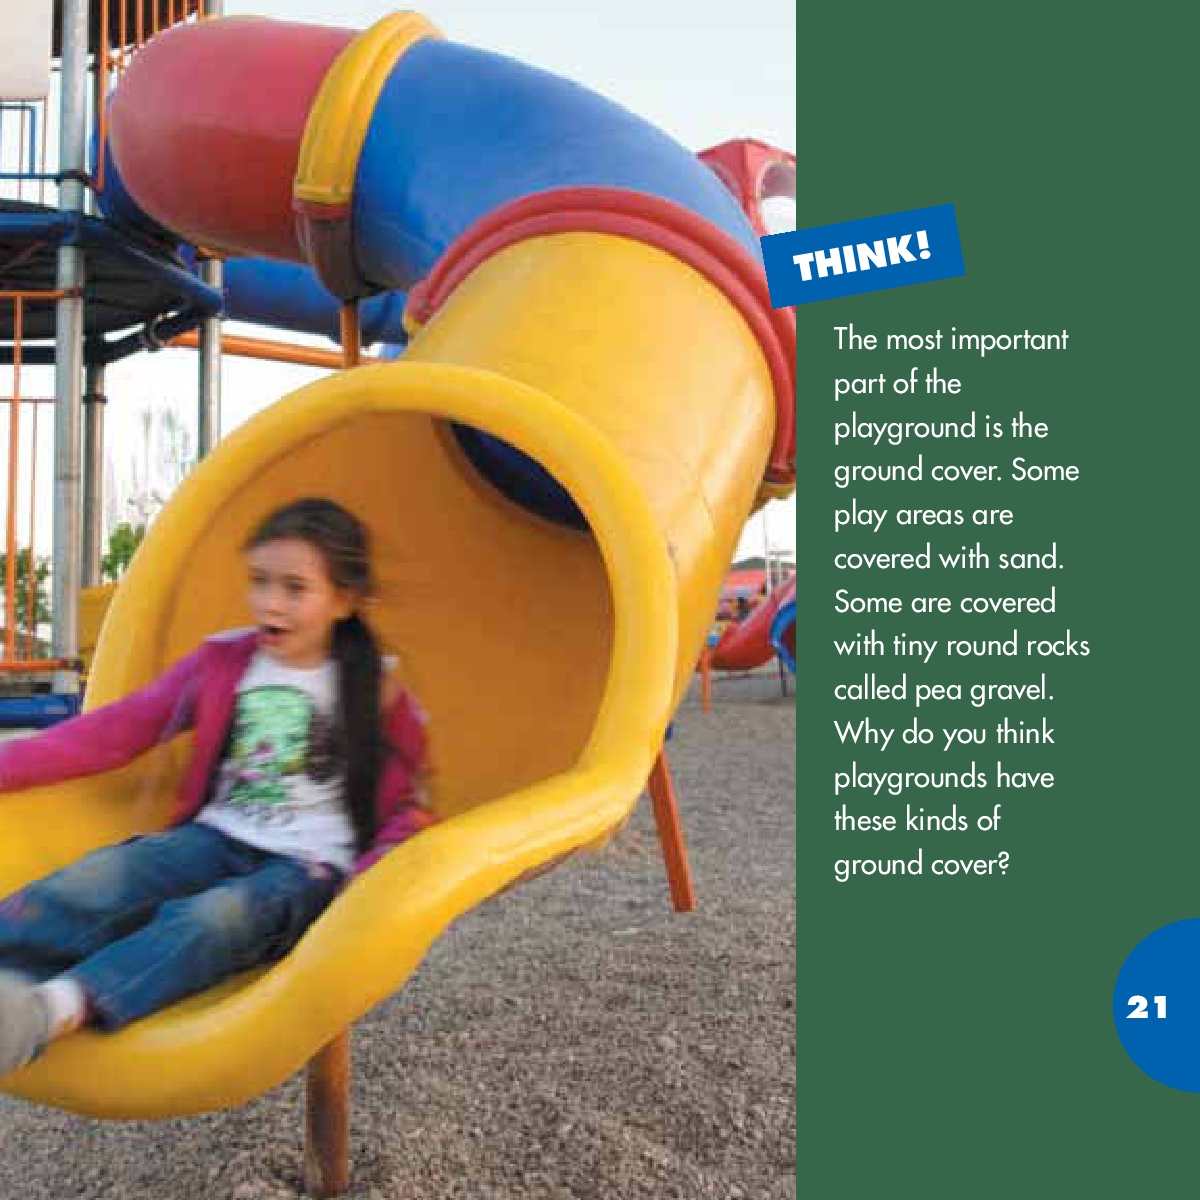 THINK!
The most important
part of the
playground is the
ground cover. Some
play areas are
covered with sand.
Some are covered
with tiny round rocks
called pea gravel.
Why do you think
playgrounds have
these kinds of
ground cover?
21